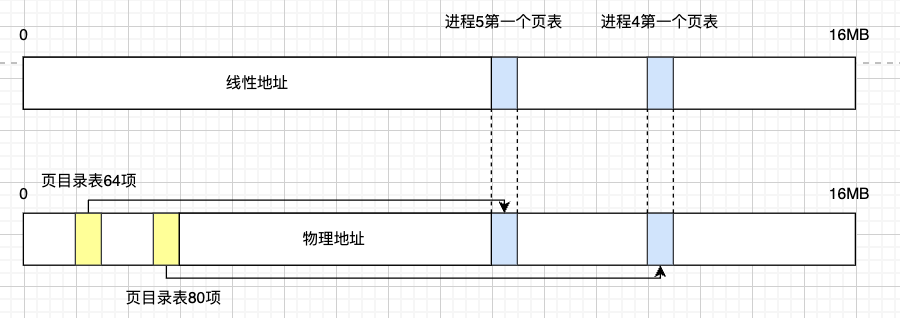 进程5第一个页表
进程4第一个页表
0
16MB
线性地址
页目录表64项
0
16MB
物理地址
页目录表80项